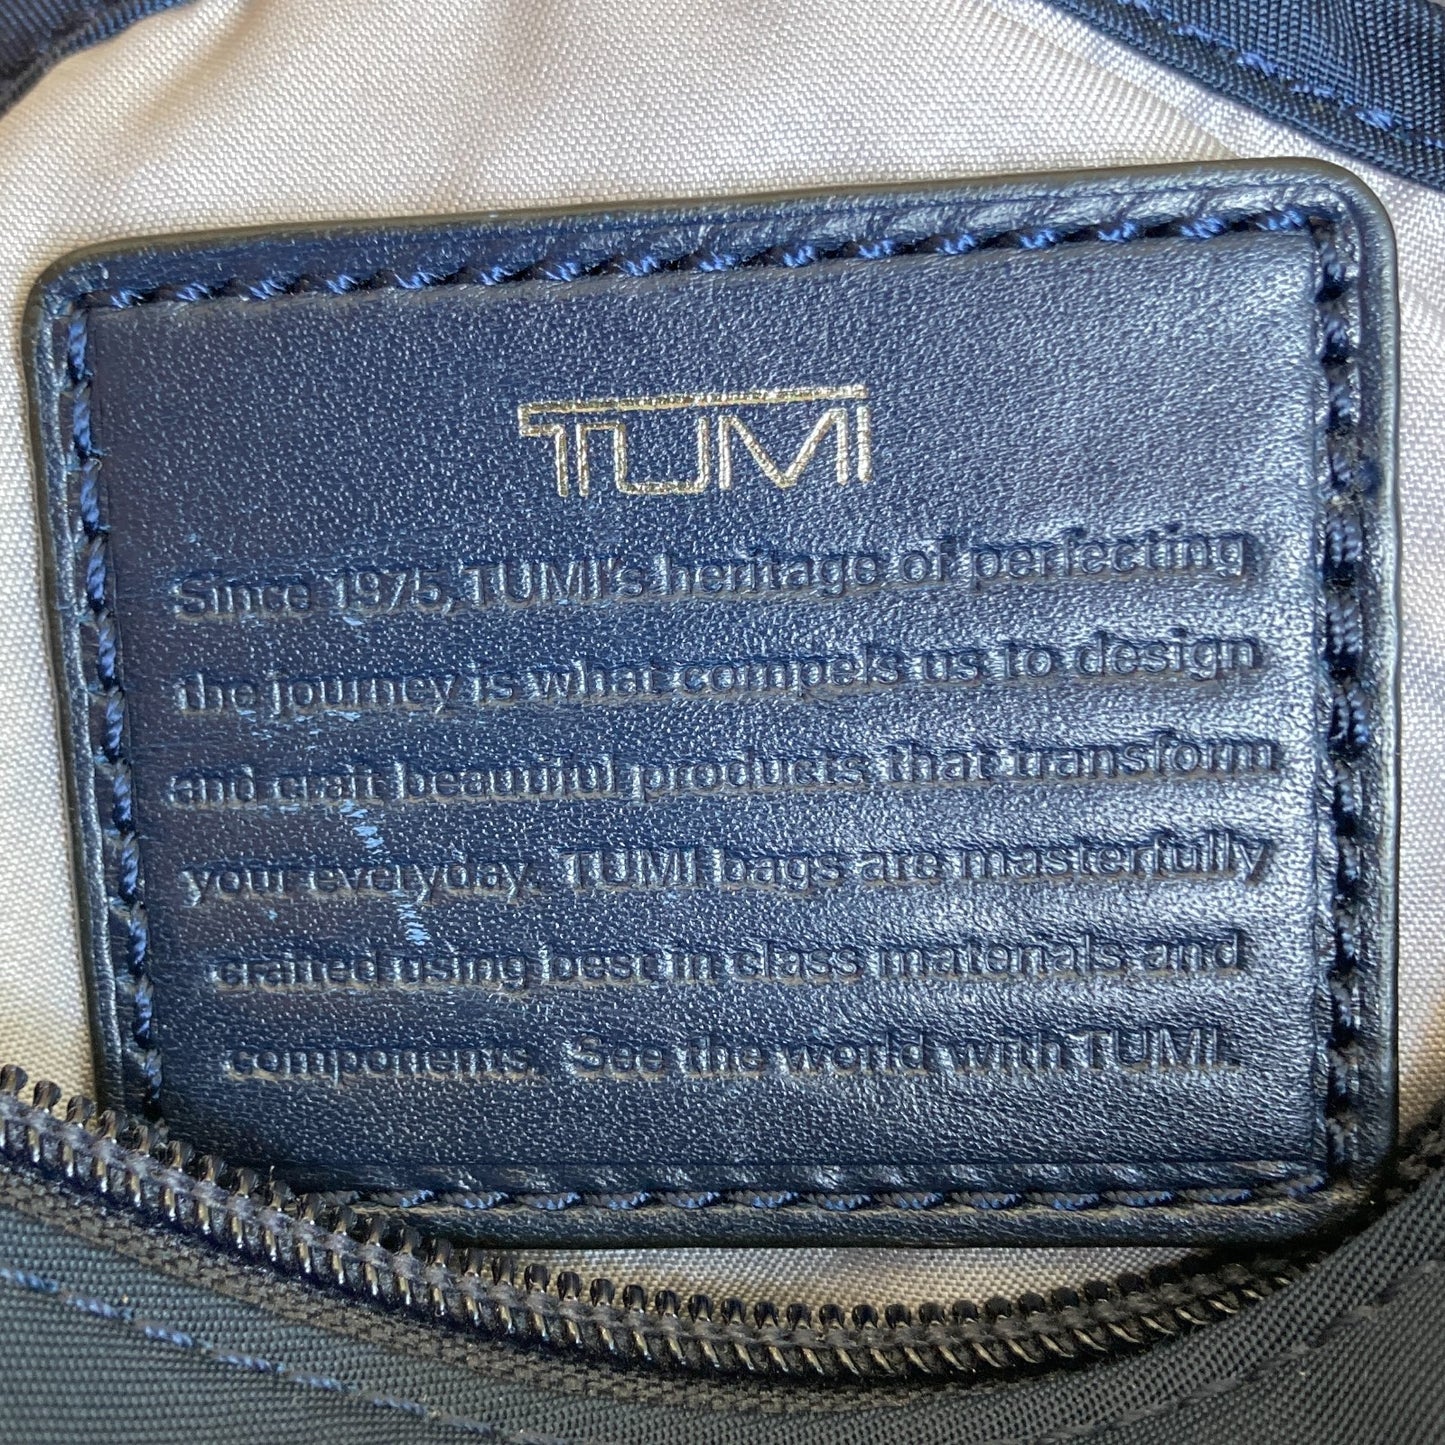 TUMI
Since 1975, TUMI's heritage of perfecting
the journey is what compels us to design
and craft beautiful products that transform
your everyday. TUMI bags are masterfully
crafted using best in class materials and
components. See the world with TUMI.